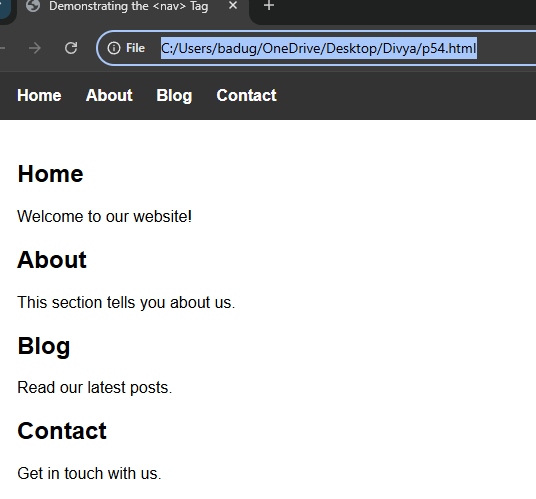 Demonstrating the <nav> Tag
File C:/Users/badug/OneDrive/Desktop/Divya/p54.html
Home About Blog Contact
Home
Welcome to our website!
About
This section tells you about us.
Blog
Read our latest posts.
Contact
Get in touch with us.